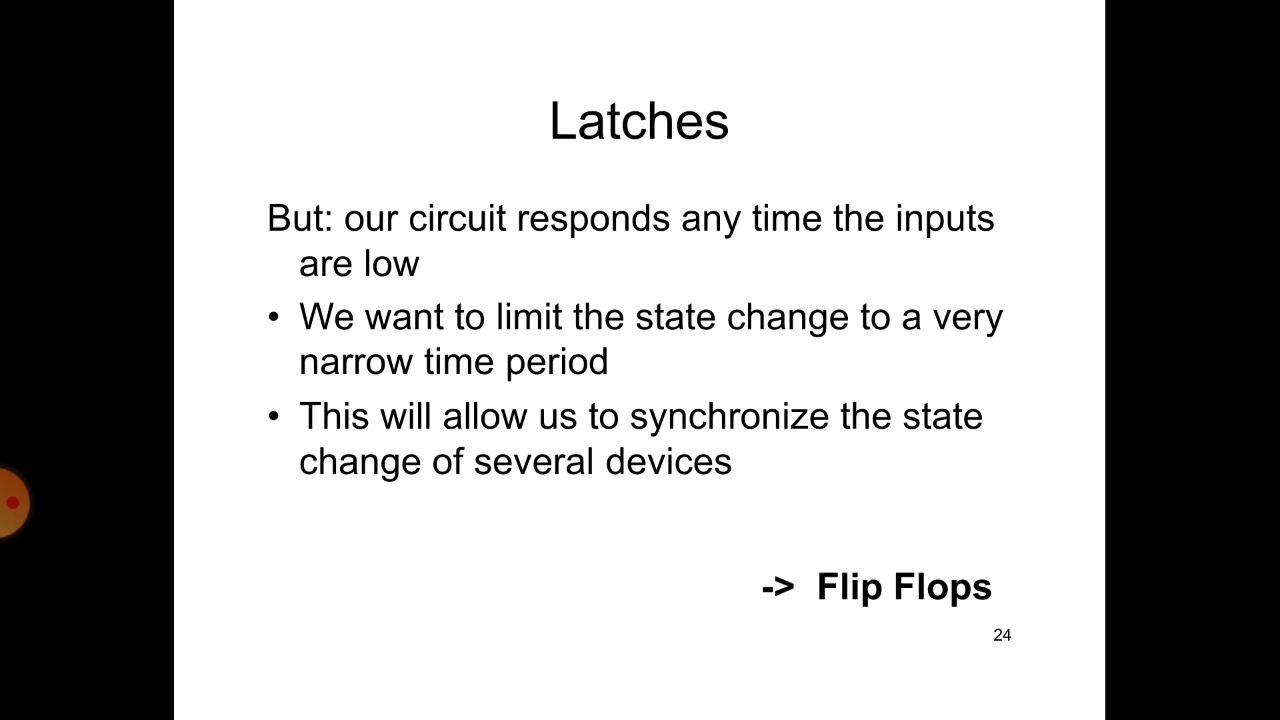 Latches
But: our circuit responds any time the inputs
are low
• We want to limit the state change to a very
narrow time period
• This will allow us to synchronize the state
change of several devices
-> Flip Flops
24